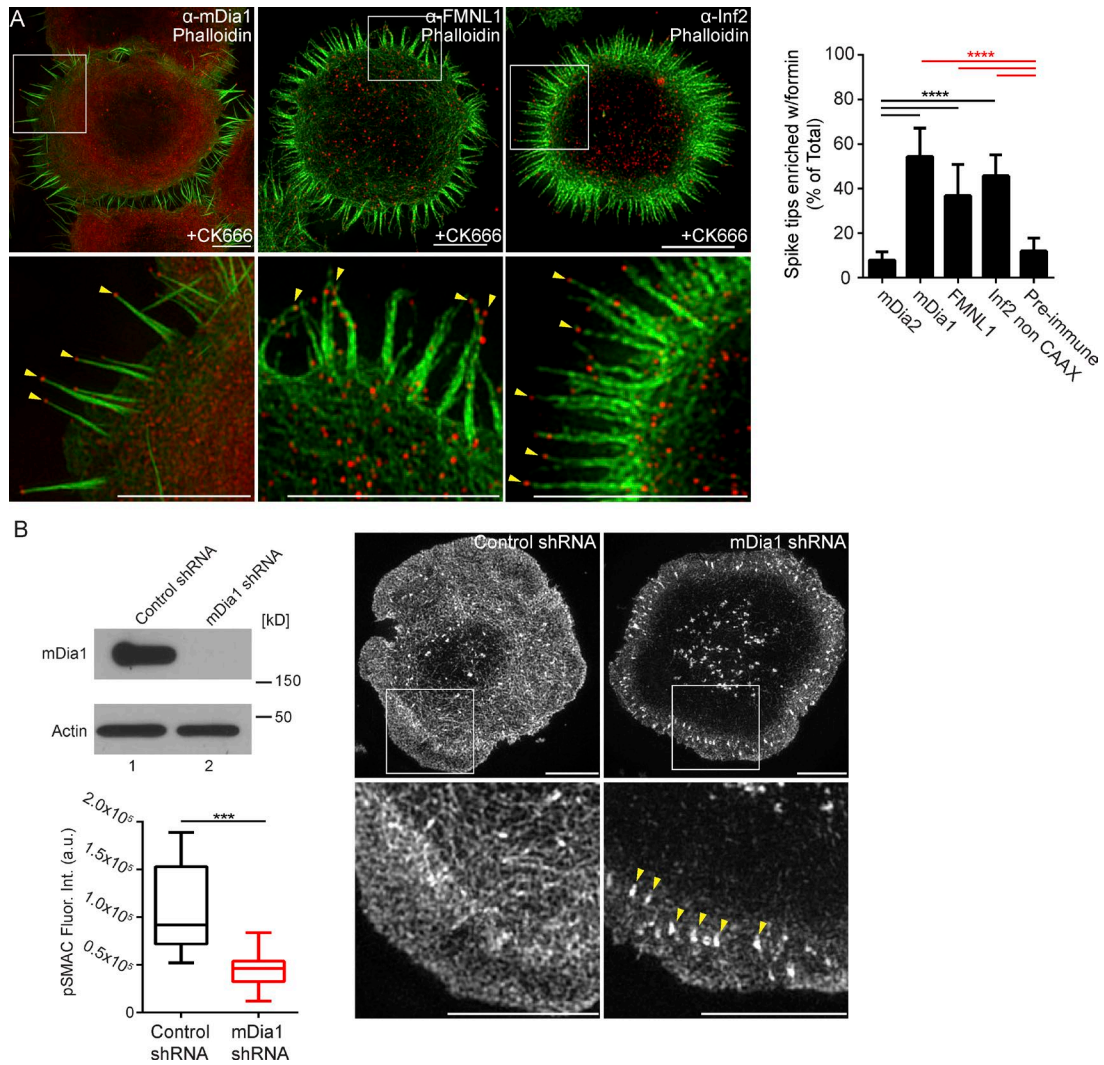 A
α-mDia1
Phalloidin
+CK666
α-FMNL1
Phalloidin
+CK666
α-Inf2
Phalloidin
+CK666
Spike tips enriched w/formin
(% of Total)
100
80
60
40
20
0
****
****
mDia2
mDia1
FMNL1
Inf2 non CAAX
Pre-immune
B
Control shRNA
mDia1 shRNA
[kD]
mDia1
150
50
Actin
1 2
pSMAC Fluor. Int. (a.u.)
2.0x10⁵
1.5x10⁵
1.0x10⁵
0.5x10⁵
0
***
Control
shRNA
mDia1
shRNA
Control shRNA
mDia1 shRNA